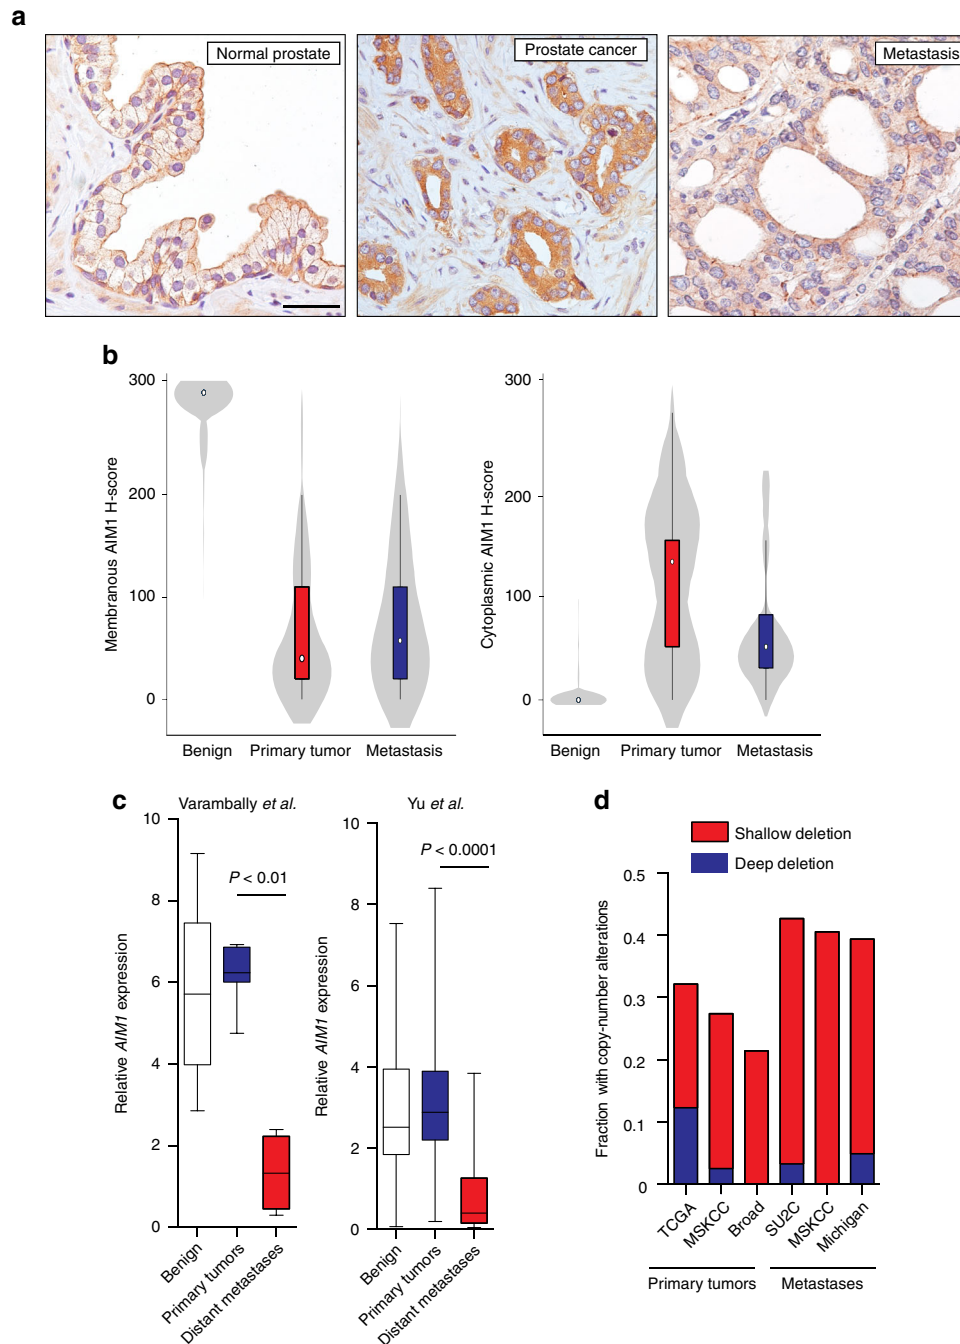 a
Normal prostate
Prostate cancer
Metastasis
b
Membranous AIM1 H-score
300
200
100
0
Benign
Primary tumor
Metastasis
Cytoplasmic AIM1 H-score
300
200
100
0
Benign
Primary tumor
Metastasis
c
Varambally et al.
Relative AIM1 expression
10
8
6
4
2
0
P < 0.01
Benign
Primary tumors
Distant metastases
Yu et al.
Relative AIM1 expression
10
8
6
4
2
0
P < 0.0001
Benign
Primary tumors
Distant metastases
d
Shallow deletion
Deep deletion
Fraction with copy-number alterations
0.5
0.4
0.3
0.2
0.1
0
TCGA
MSKCC
Broad
SU2C
MSKCC
Michigan
Primary tumors
Metastases